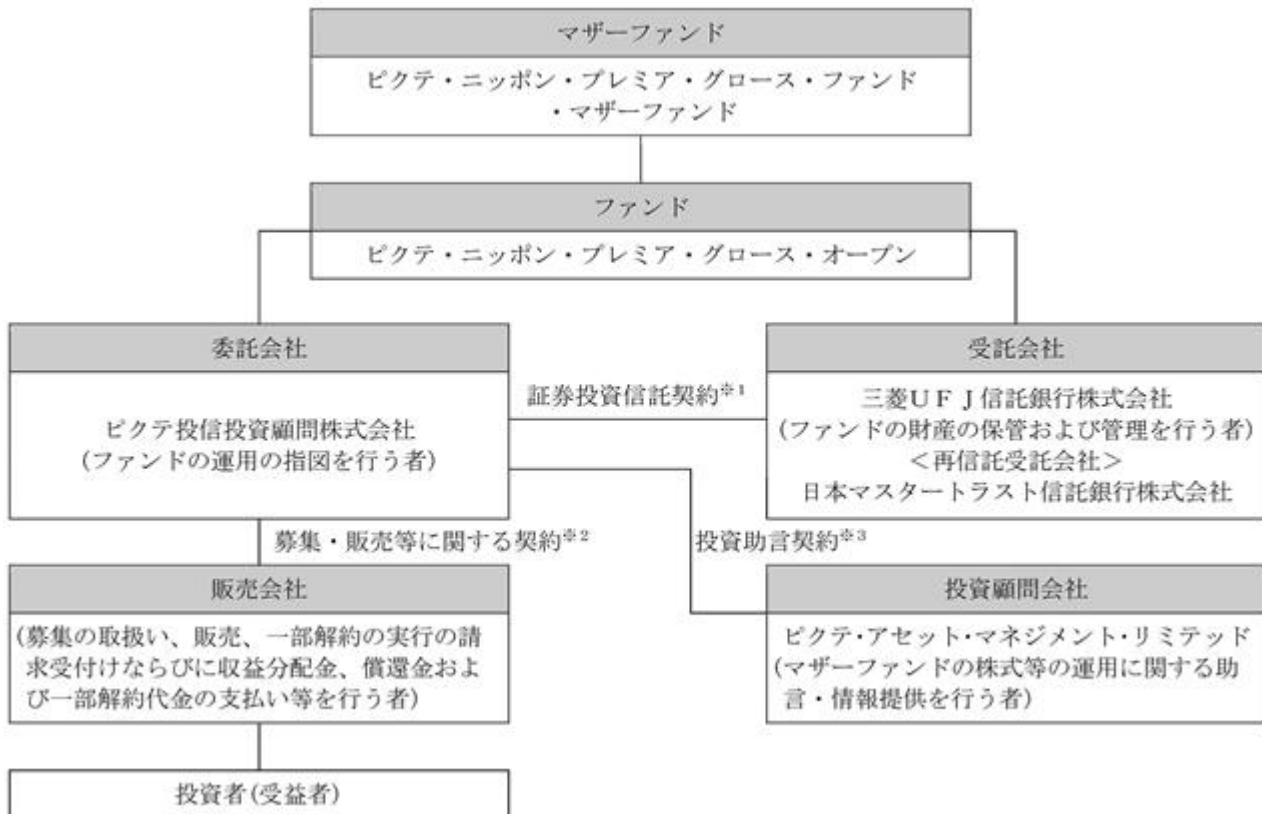 マザーファンド
ピクテ・ニッポン・プレミア・グロース・ファンド
・マザーファンド
ファンド
ピクテ・ニッポン・プレミア・グロース・オープン
委託会社
ピクテ投信投資顧問株式会社
(ファンドの運用の指図を行う者)
証券投資信託契約※1
受託会社
三菱UFJ信託銀行株式会社
(ファンドの財産の保管および管理を行う者)
<再信託受託会社>
日本マスタートラスト信託銀行株式会社
募集・販売等に関する契約※2
投資助言契約※3
販売会社
(募集の取扱い、販売、一部解約の実行の請
求受付けならびに収益分配金、償還金およ
び一部解約代金の支払い等を行う者)
投資顧問会社
ピクテ・アセット・マネジメント・リミテッド
(マザーファンドの株式等の運用に関する助
言・情報提供を行う者)
投資者(受益者)